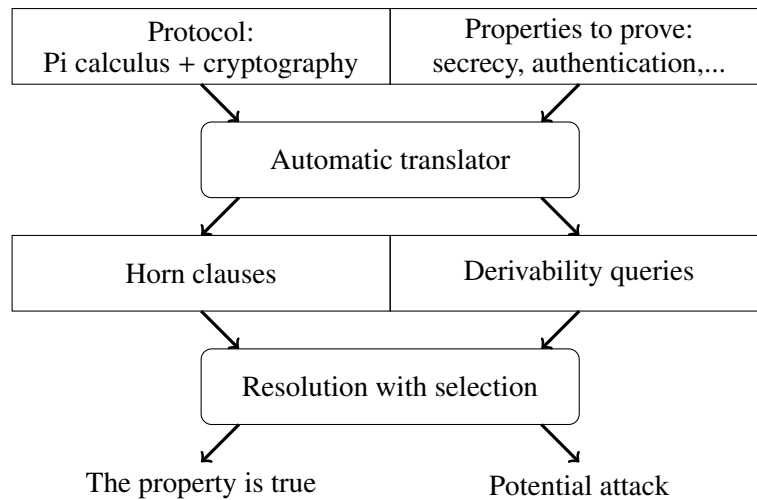 Protocol:
Pi calculus + cryptography
Properties to prove:
secrecy, authentication,...
Automatic translator
Horn clauses
Derivability queries
Resolution with selection
The property is true
Potential attack